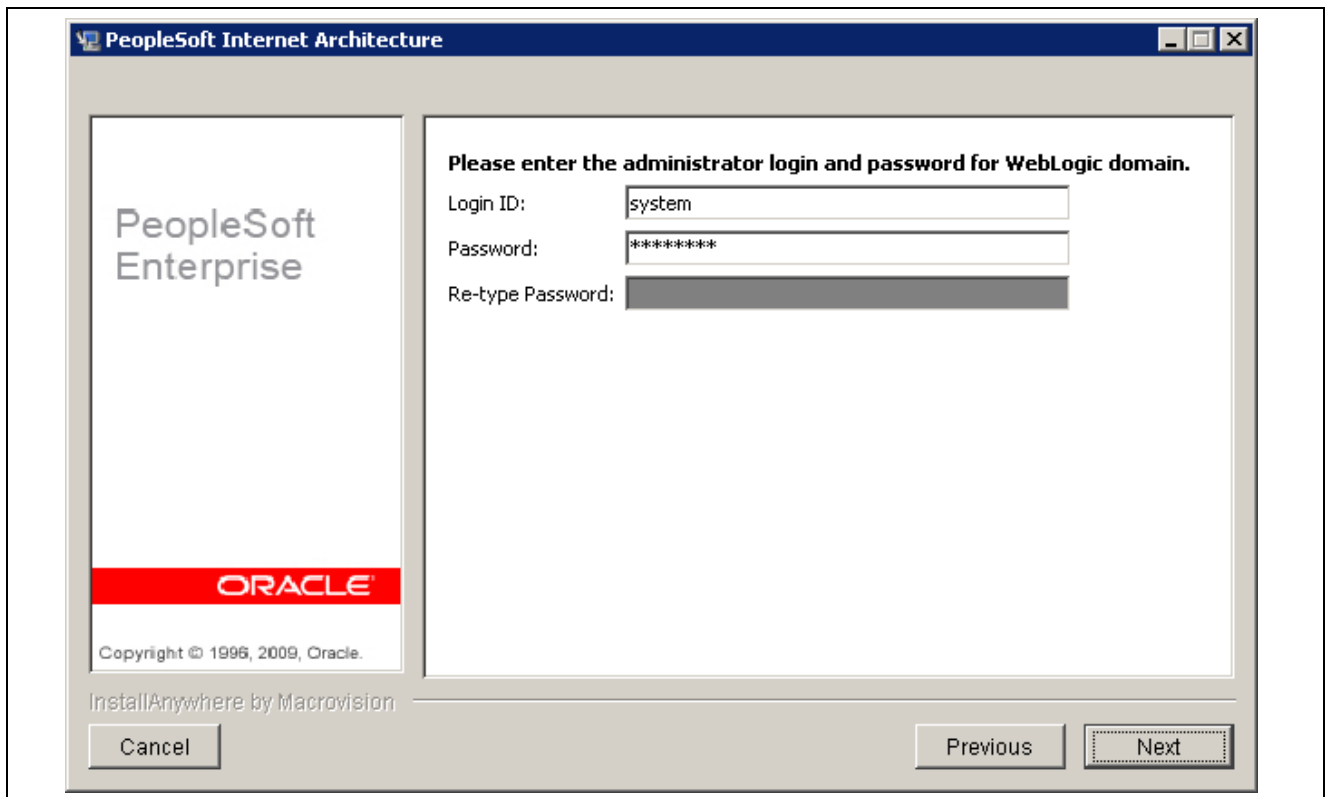 PeopleSoft Internet Architecture
PeopleSoft
Enterprise
ORACLE
Copyright © 1996, 2009, Oracle.
Please enter the administrator login and password for WebLogic domain.
Login ID: system
Password: ********
Re-type Password:
InstallAnywhere by Macrovision
Cancel Previous Next